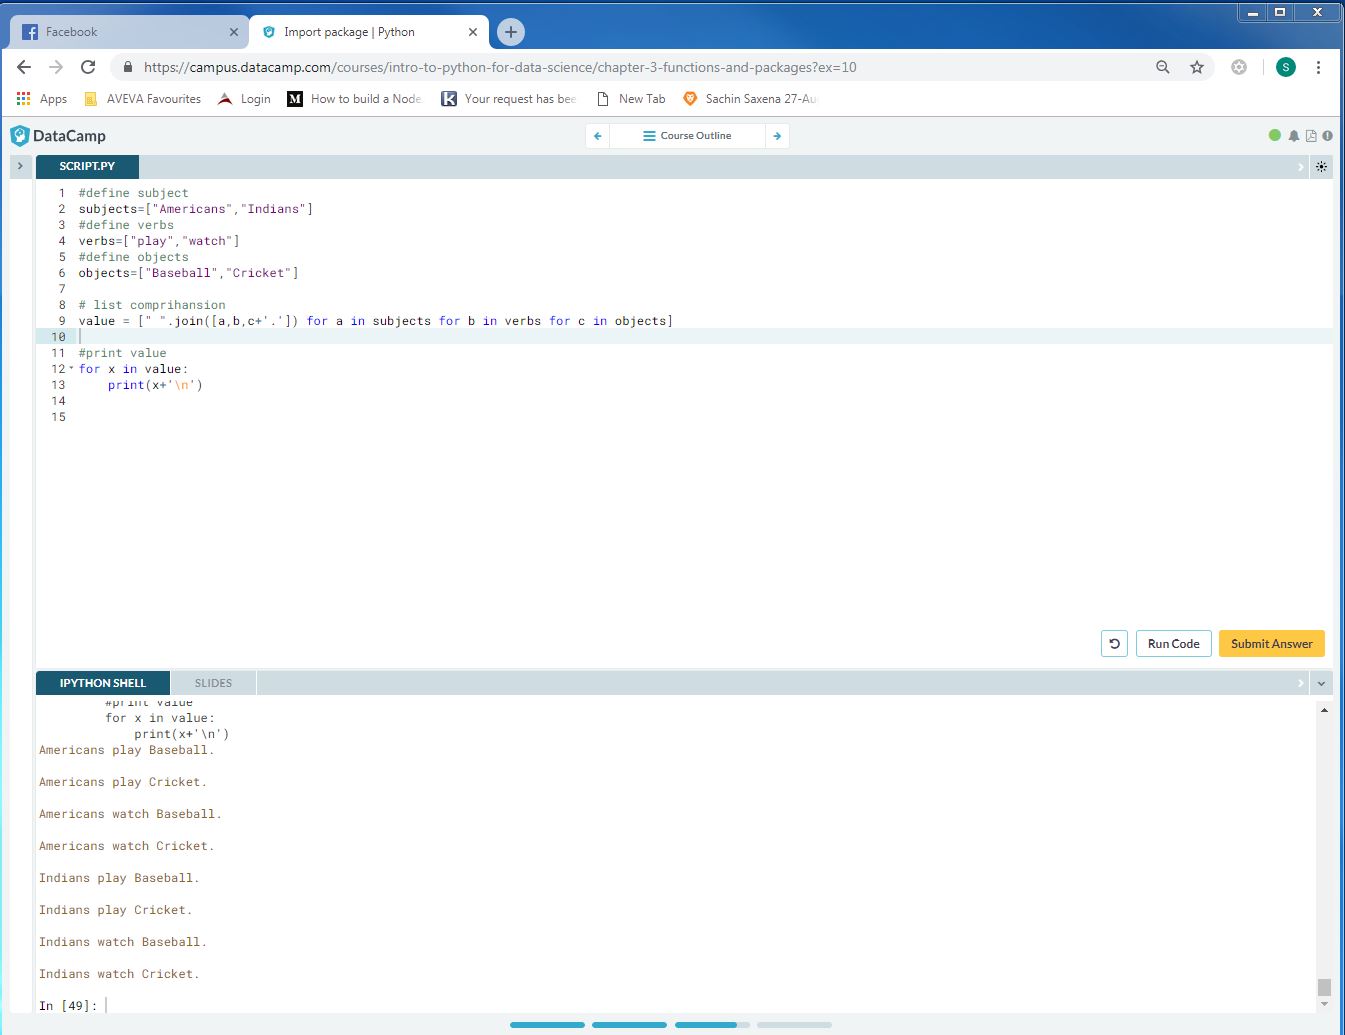 Facebook
Import package | Python
https://campus.datacamp.com/courses/intro-to-python-for-data-science/chapter-3-functions-and-packages?ex=10
S
Apps
AVEVA Favourites
Login
M
How to build a Node
K
Your request has bee
New Tab
Sachin Saxena 27-Au
DataCamp
Course Outline
SCRIPT.PY
1 #define subject
2 subjects=["Americans","Indians"]
3 #define verbs
4 verbs=["play","watch"]
5 #define objects
6 objects=["Baseball","Cricket"]
7
8 # list comprihansion
9 value = [" ".join([a,b,c+'.']) for a in subjects for b in verbs for c in objects]
10
11 #print value
12 for x in value:
13     print(x+'\n')
14
15
Run Code
Submit Answer
IPYTHON SHELL
SLIDES
#print value
for x in value:
    print(x+'\n')
Americans play Baseball.
Americans play Cricket.
Americans watch Baseball.
Americans watch Cricket.
Indians play Baseball.
Indians play Cricket.
Indians watch Baseball.
Indians watch Cricket.
In [49]: